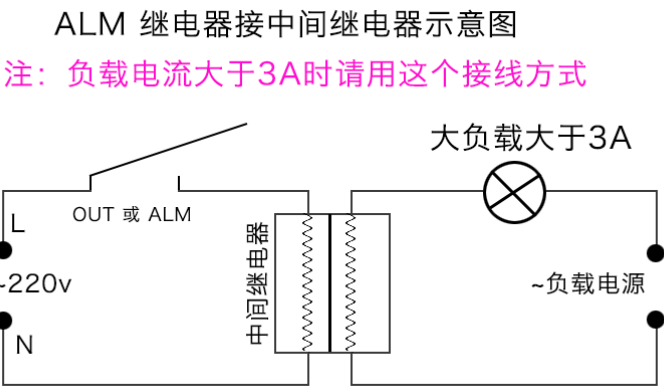 ALM 继电器接中间继电器示意图
注：负载电流大于3A时请用这个接线方式
大负载大于3A
OUT 或 ALM
L
中间继电器
~220v
~负载电源
N